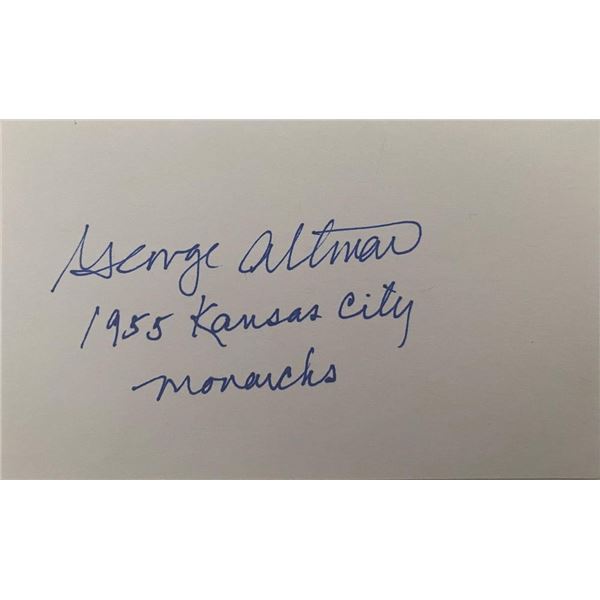 George Altman
1955 Kansas City
Monarchs